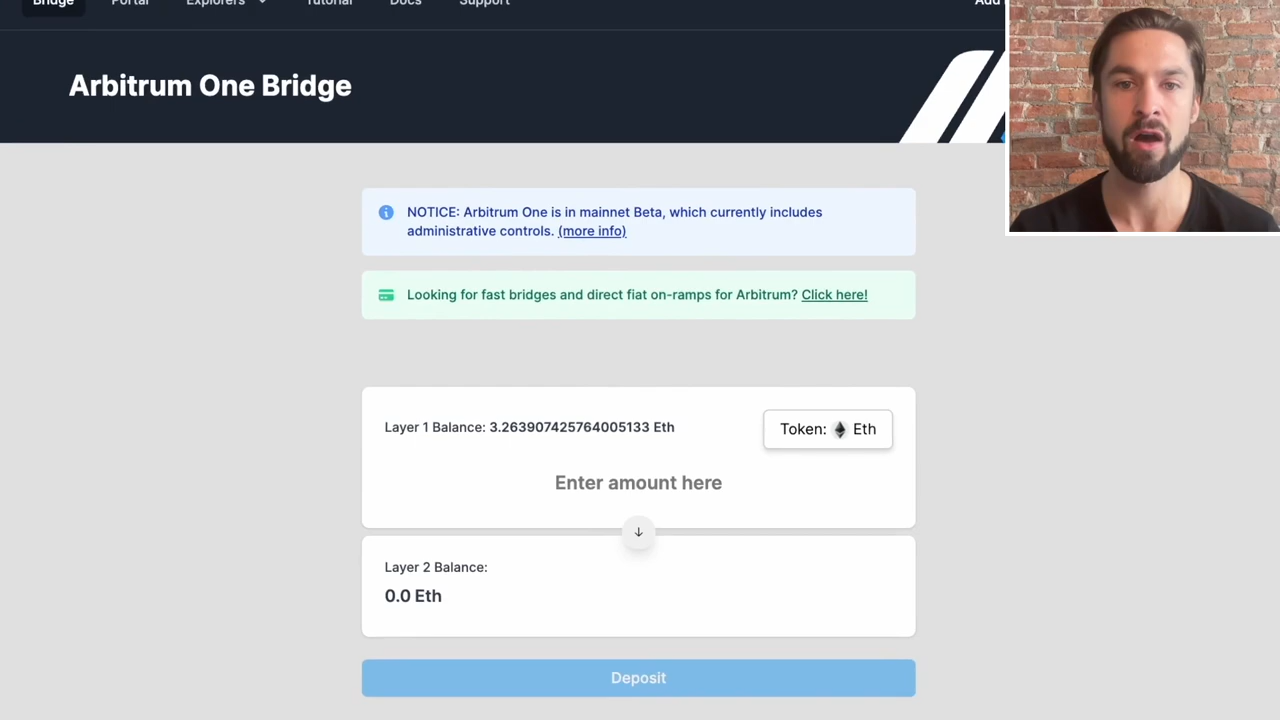 Bridge Portal Explorers Tutorial Docs Support Add
Arbitrum One Bridge
NOTICE: Arbitrum One is in mainnet Beta, which currently includes
administrative controls. (more info)
Looking for fast bridges and direct fiat on-ramps for Arbitrum? Click here!
Layer 1 Balance: 3.263907425764005133 Eth
Token: Eth
Enter amount here
Layer 2 Balance:
0.0 Eth
Deposit